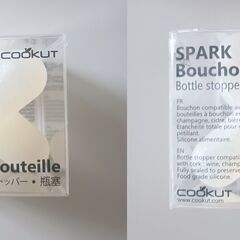 COOKUT
outeille
ッパー・瓶塞
SPARK
Boucho
Bottle stopper
FR
Bouchon compatible av
bouteilles à bouchon en
champagne, cidre, bière
Étanchéité totale pour
pétillant.
Silicone alimentaire.
EN
Bottle stopper compatible
with cork : wine, champ
Fully sealed to preserve
Food grade silicone
COOKUT
www.cookut.com